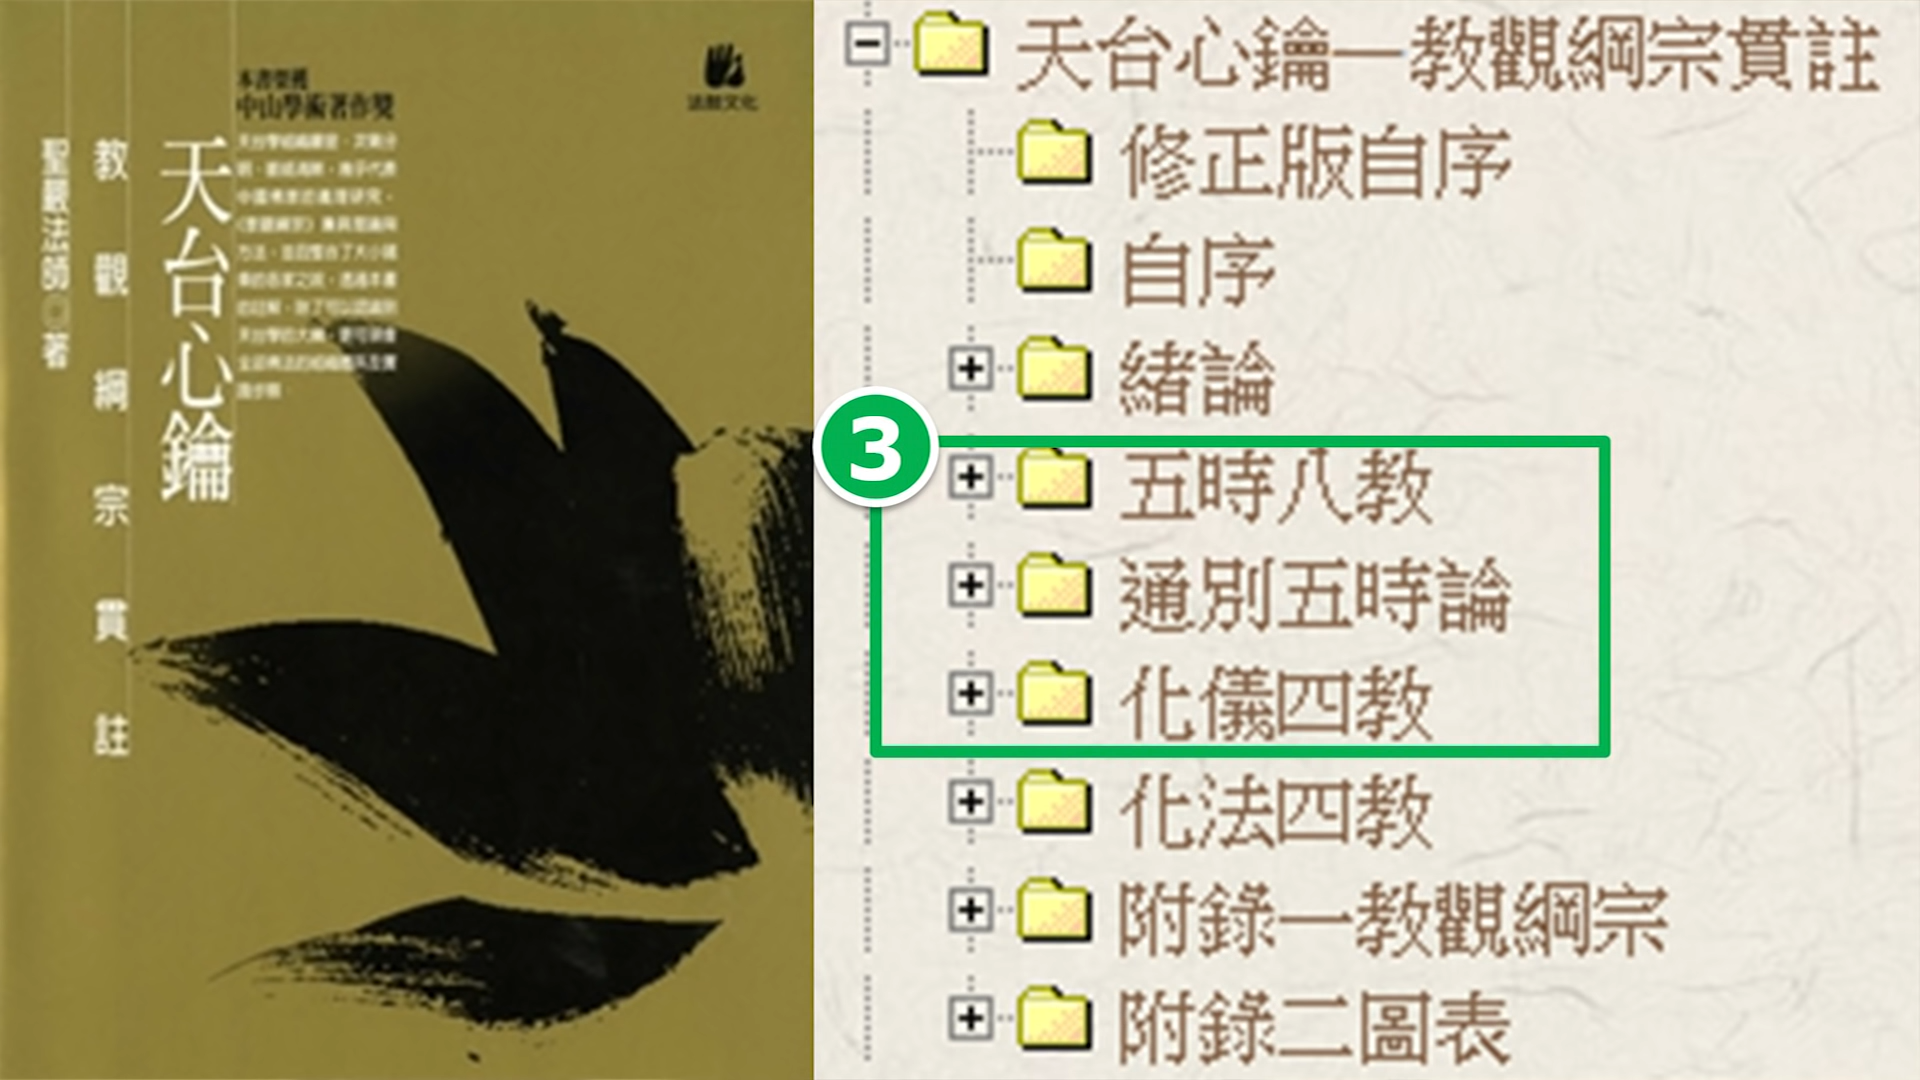 本書榮獲
中山學術著作獎
法鼓文化
天台心鑰
教觀綱宗貫註
聖嚴法師 著
天台心鑰—教觀綱宗貫註
修正版自序
自序
緒論
3
五時八教
通別五時論
化儀四教
化法四教
附錄一教觀綱宗
附錄二圖表